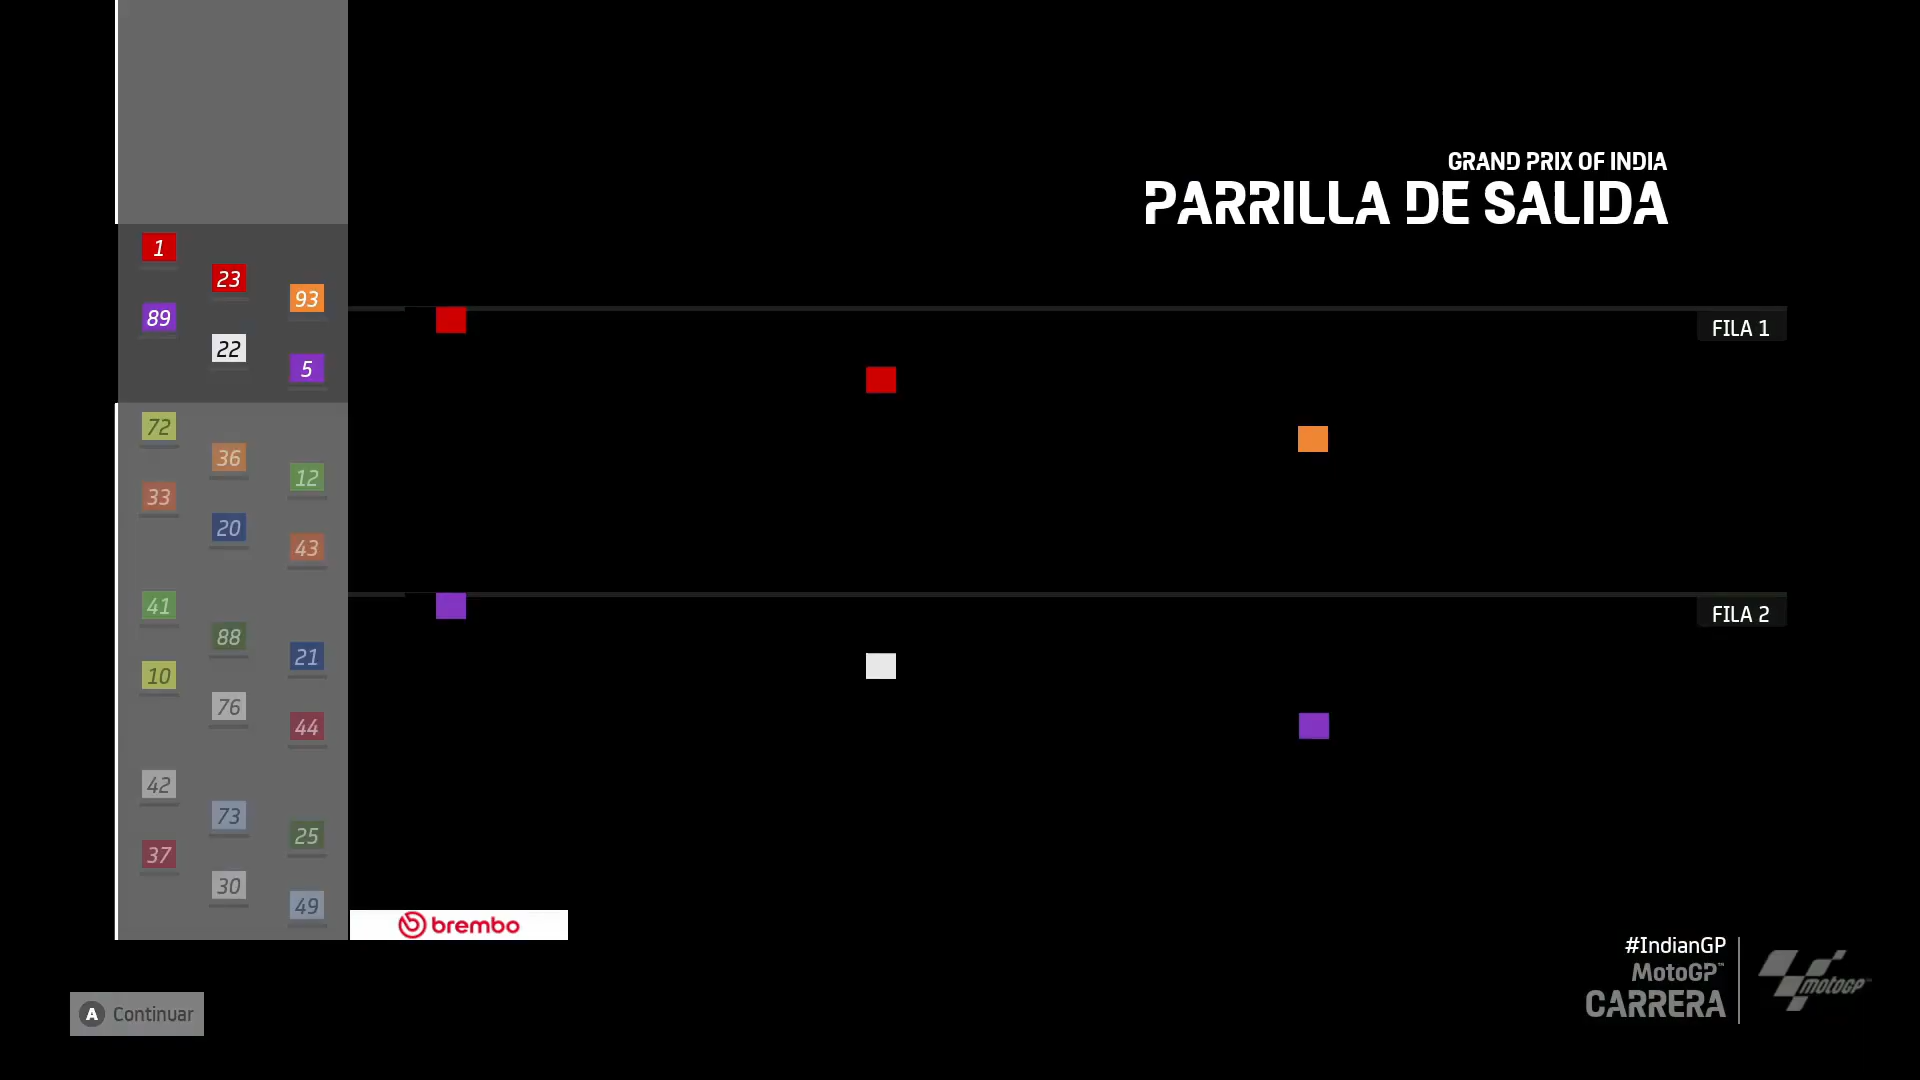 GRAND PRIX OF INDIA
PARRILLA DE SALIDA
1
23
93
89
22
5
FILA 1
72
36
12
33
20
43
FILA 2
41
88
21
10
76
44
42
73
25
37
30
49
brembo
#IndianGP
MotoGP™
CARRERA
MotoGP™
A Continuar